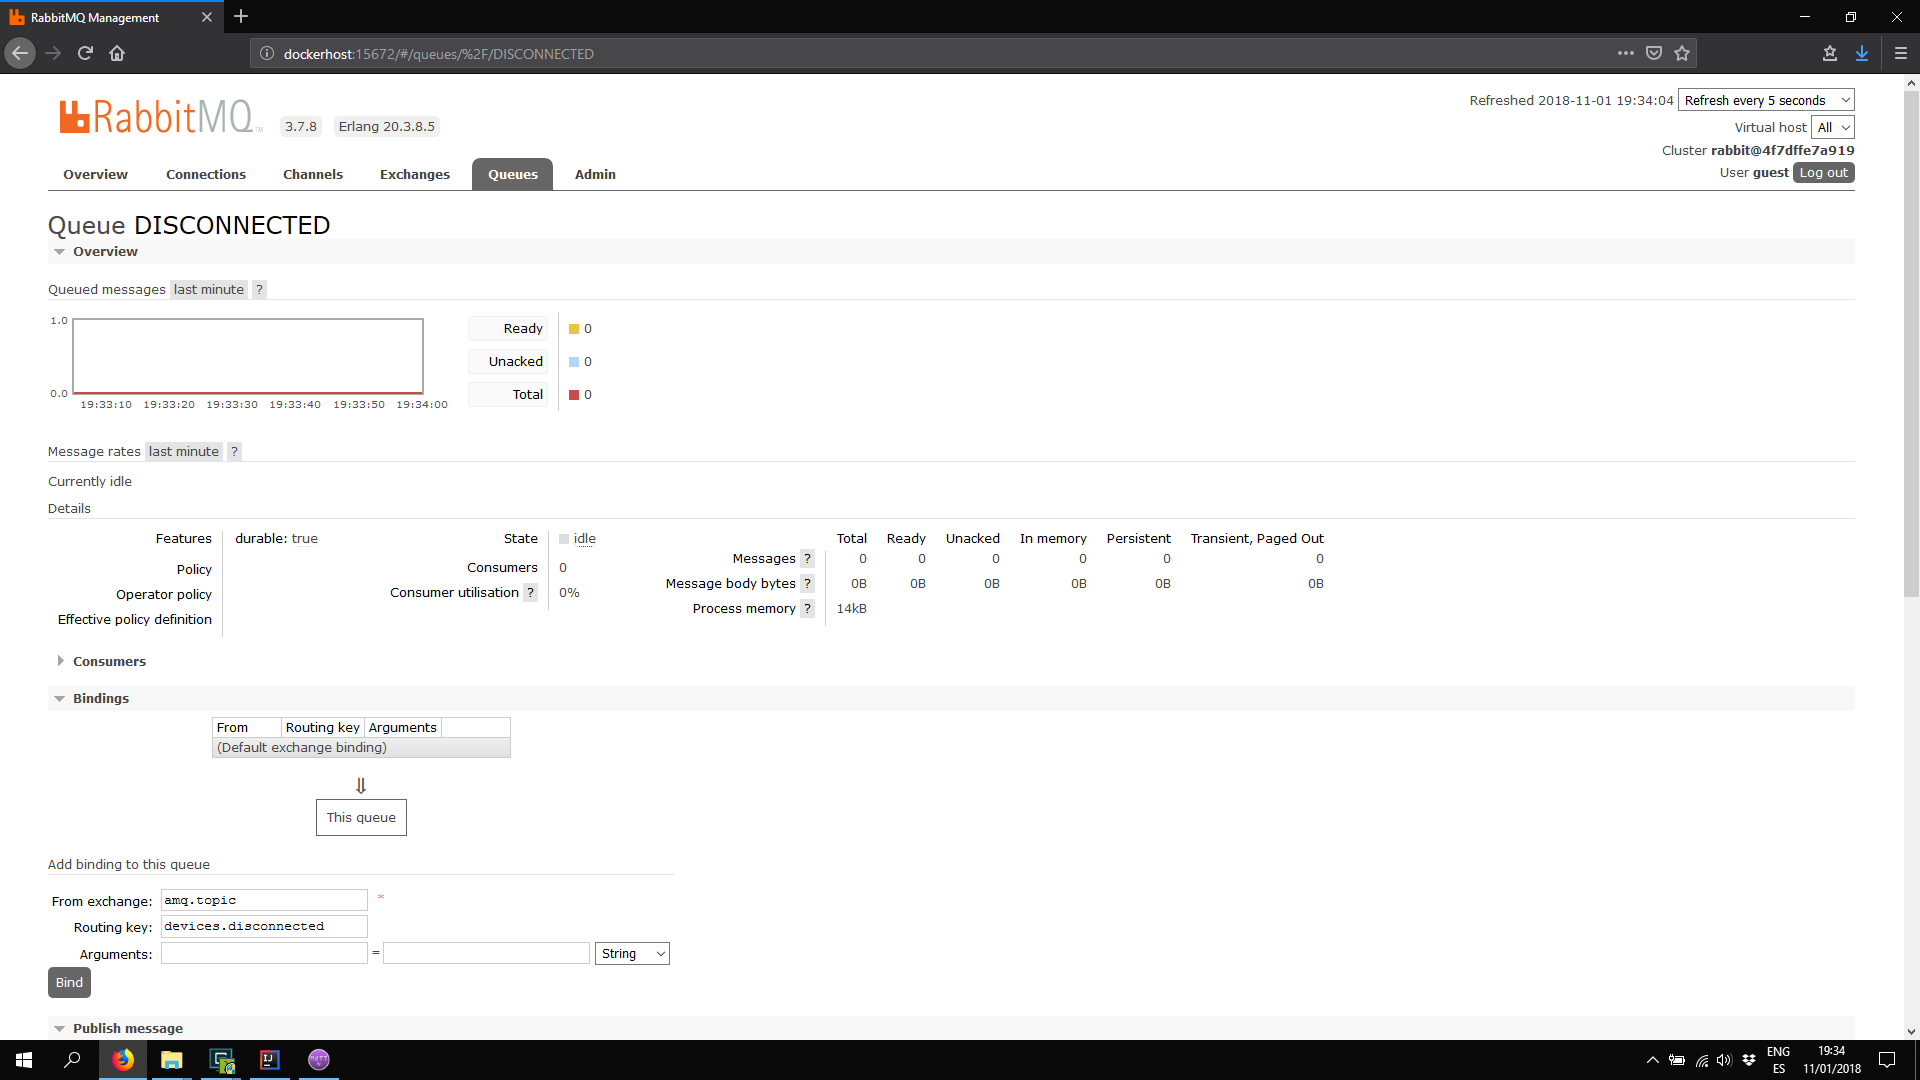 RabbitMQ Management
dockerhost:15672/#/queues/%2F/DISCONNECTED
RabbitMQ TM 3.7.8 Erlang 20.3.8.5
Refreshed 2018-11-01 19:34:04 Refresh every 5 seconds
Virtual host All
Cluster rabbit@4f7dffe7a919
User guest Log out
Overview Connections Channels Exchanges Queues Admin
Queue DISCONNECTED
Overview
Queued messages last minute ?
1.0
0.0
19:33:10 19:33:20 19:33:30 19:33:40 19:33:50 19:34:00
Ready 0
Unacked 0
Total 0
Message rates last minute ?
Currently idle
Details
Features durable: true
Policy
Operator policy
Effective policy definition
State idle
Consumers 0
Consumer utilisation ? 0%
Total Ready Unacked In memory Persistent Transient, Paged Out
Messages ? 0 0 0 0 0 0
Message body bytes ? 0B 0B 0B 0B 0B 0B
Process memory ? 14kB
Consumers
Bindings
From Routing key Arguments
(Default exchange binding)
⇓
This queue
Add binding to this queue
From exchange: amq.topic *
Routing key: devices.disconnected
Arguments: = String
Bind
Publish message
ENG 19:34
ES 11/01/2018